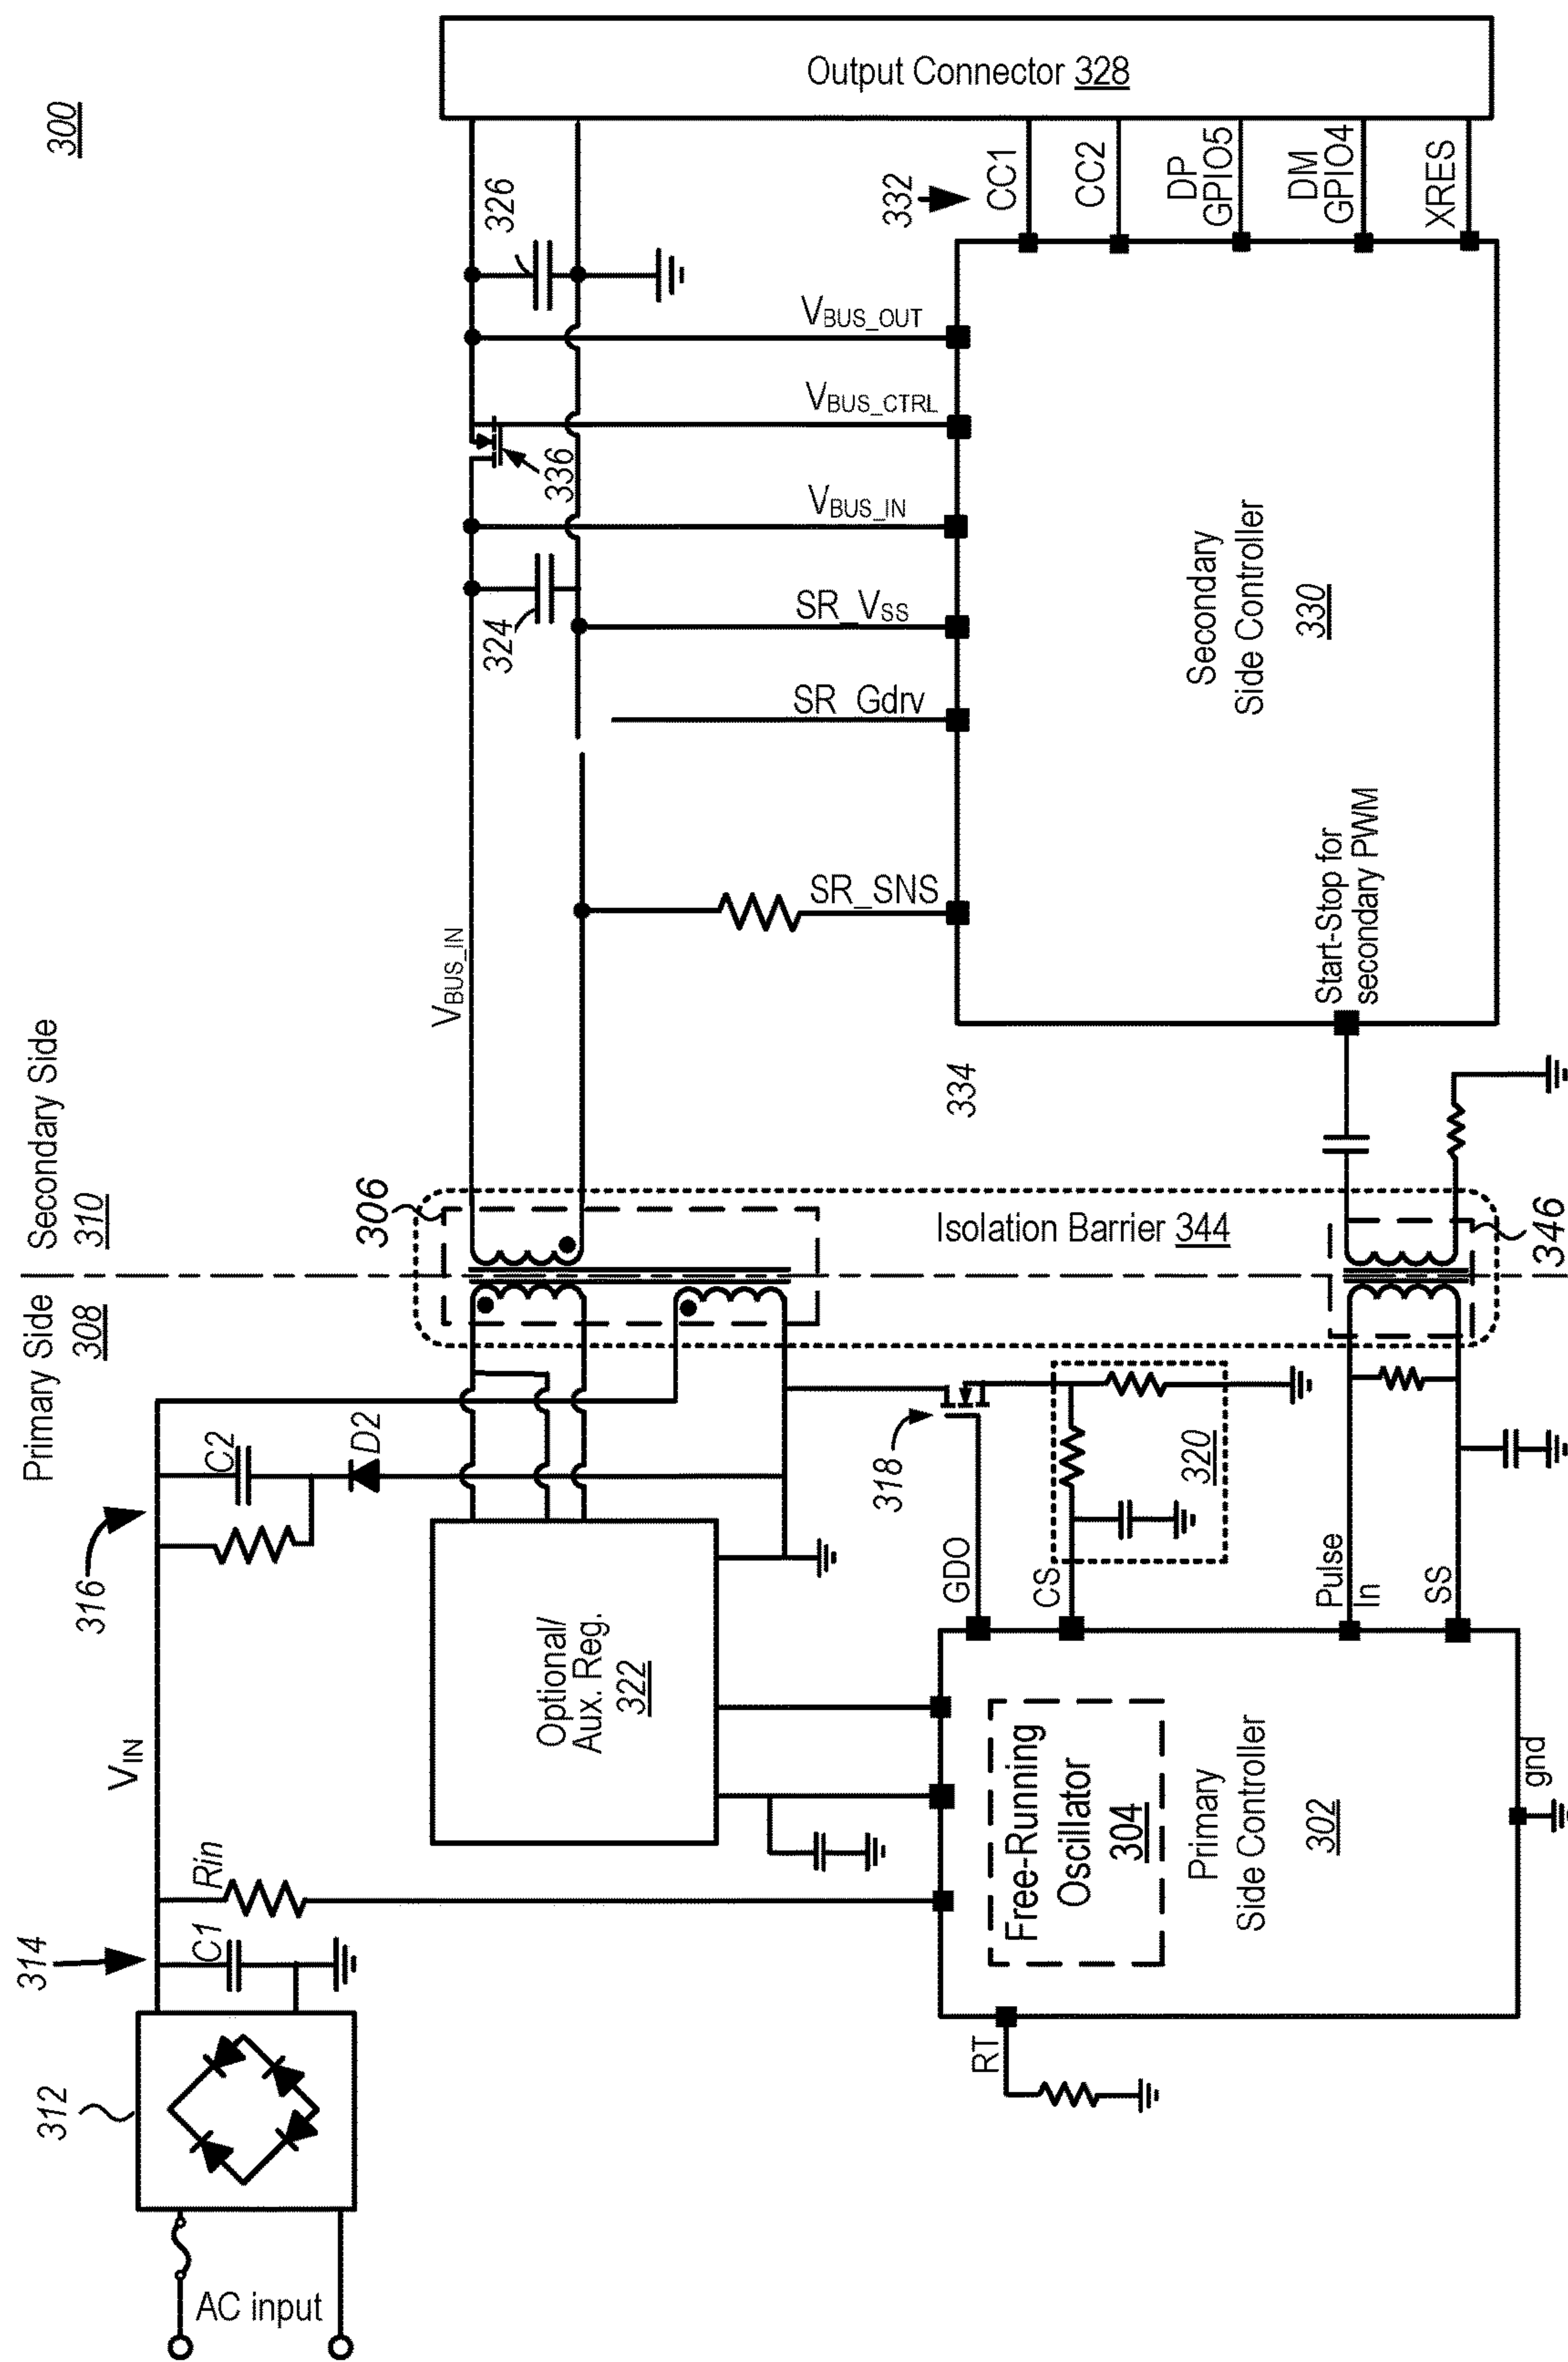 300
Primary Side
308
Secondary Side
310
314
316
312
AC input
C1
Rin
VIN
C2
D2
306
VBUS_IN
324
336
326
Output Connector 328
Optional/
Aux. Reg.
322
318
320
Isolation Barrier 344
334
346
SR_SNS
SR_Gdrv
SR_VSS
VBUS_IN
VBUS_CTRL
VBUS_OUT
332
CC1
CC2
DP
GPIO5
DM
GPIO4
XRES
RT
GDO
CS
Pulse
In
SS
gnd
Free-Running
Oscillator
304
Primary
Side Controller
302
Start-Stop for
secondary PWM
Secondary
Side Controller
330